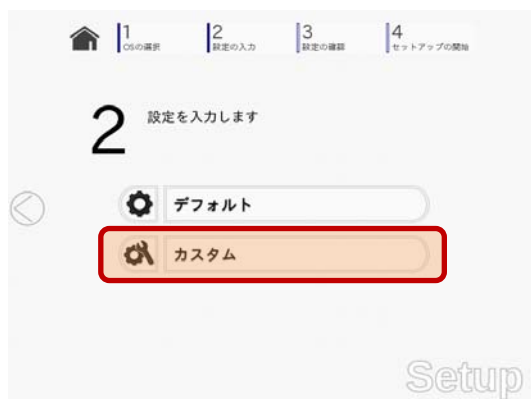 1
OSの選択
2
設定の入力
3
設定の確認
4
セットアップの開始
2
設定を入力します
デフォルト
カスタム
Setup